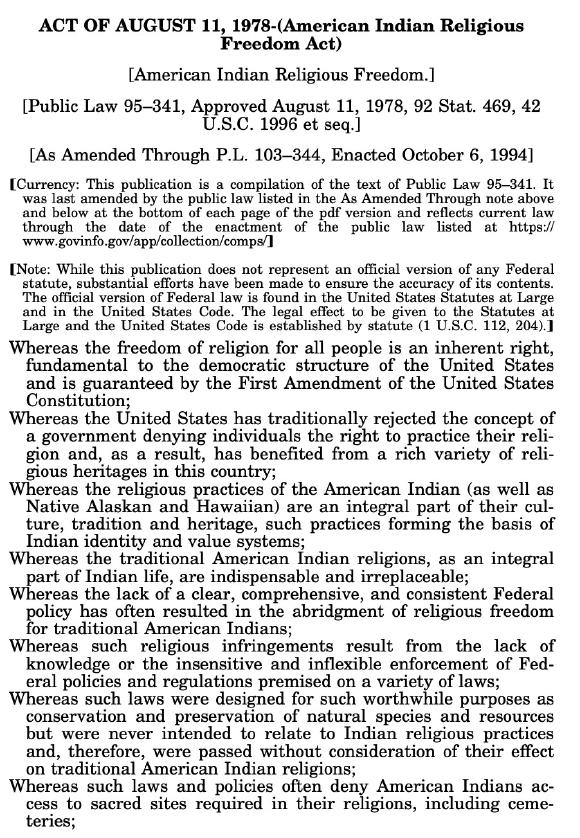 ACT OF AUGUST 11, 1978-(American Indian Religious
Freedom Act)
[American Indian Religious Freedom.]
[Public Law 95–341, Approved August 11, 1978, 92 Stat. 469, 42
U.S.C. 1996 et seq.]
[As Amended Through P.L. 103–344, Enacted October 6, 1994]
【Currency: This publication is a compilation of the text of Public Law 95–341. It
was last amended by the public law listed in the As Amended Through note above
and below at the bottom of each page of the pdf version and reflects current law
through the date of the enactment of the public law listed at https://
www.govinfo.gov/app/collection/comps/】
【Note: While this publication does not represent an official version of any Federal
statute, substantial efforts have been made to ensure the accuracy of its contents.
The official version of Federal law is found in the United States Statutes at Large
and in the United States Code. The legal effect to be given to the Statutes at
Large and the United States Code is established by statute (1 U.S.C. 112, 204).】
Whereas the freedom of religion for all people is an inherent right,
fundamental to the democratic structure of the United States
and is guaranteed by the First Amendment of the United States
Constitution;
Whereas the United States has traditionally rejected the concept of
a government denying individuals the right to practice their reli-
gion and, as a result, has benefited from a rich variety of reli-
gious heritages in this country;
Whereas the religious practices of the American Indian (as well as
Native Alaskan and Hawaiian) are an integral part of their cul-
ture, tradition and heritage, such practices forming the basis of
Indian identity and value systems;
Whereas the traditional American Indian religions, as an integral
part of Indian life, are indispensable and irreplaceable;
Whereas the lack of a clear, comprehensive, and consistent Federal
policy has often resulted in the abridgment of religious freedom
for traditional American Indians;
Whereas such religious infringements result from the lack of
knowledge or the insensitive and inflexible enforcement of Fed-
eral policies and regulations premised on a variety of laws;
Whereas such laws were designed for such worthwhile purposes as
conservation and preservation of natural species and resources
but were never intended to relate to Indian religious practices
and, therefore, were passed without consideration of their effect
on traditional American Indian religions;
Whereas such laws and policies often deny American Indians ac-
cess to sacred sites required in their religions, including ceme-
teries;